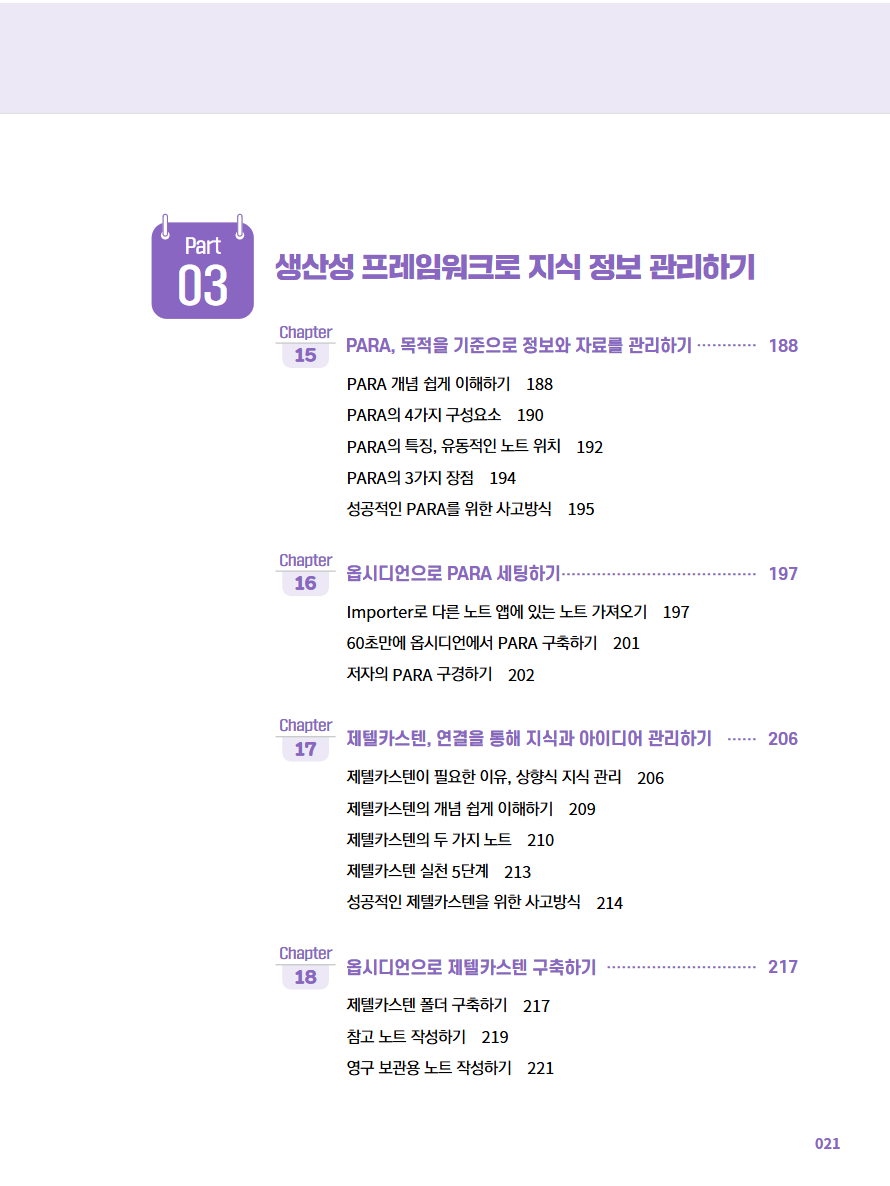 Part
03
생산성 프레임워크로 지식 정보 관리하기
Chapter
15
PARA, 목적을 기준으로 정보와 자료를 관리하기 ············ 188
PARA 개념 쉽게 이해하기 188
PARA의 4가지 구성요소 190
PARA의 특징, 유동적인 노트 위치 192
PARA의 3가지 장점 194
성공적인 PARA를 위한 사고방식 195
Chapter
16
옵시디언으로 PARA 세팅하기······································· 197
Importer로 다른 노트 앱에 있는 노트 가져오기 197
60초만에 옵시디언에서 PARA 구축하기 201
저자의 PARA 구경하기 202
Chapter
17
제텔카스텐, 연결을 통해 지식과 아이디어 관리하기 ······ 206
제텔카스텐이 필요한 이유, 상향식 지식 관리 206
제텔카스텐의 개념 쉽게 이해하기 209
제텔카스텐의 두 가지 노트 210
제텔카스텐 실천 5단계 213
성공적인 제텔카스텐을 위한 사고방식 214
Chapter
18
옵시디언으로 제텔카스텐 구축하기 ······························ 217
제텔카스텐 폴더 구축하기 217
참고 노트 작성하기 219
영구 보관용 노트 작성하기 221
021